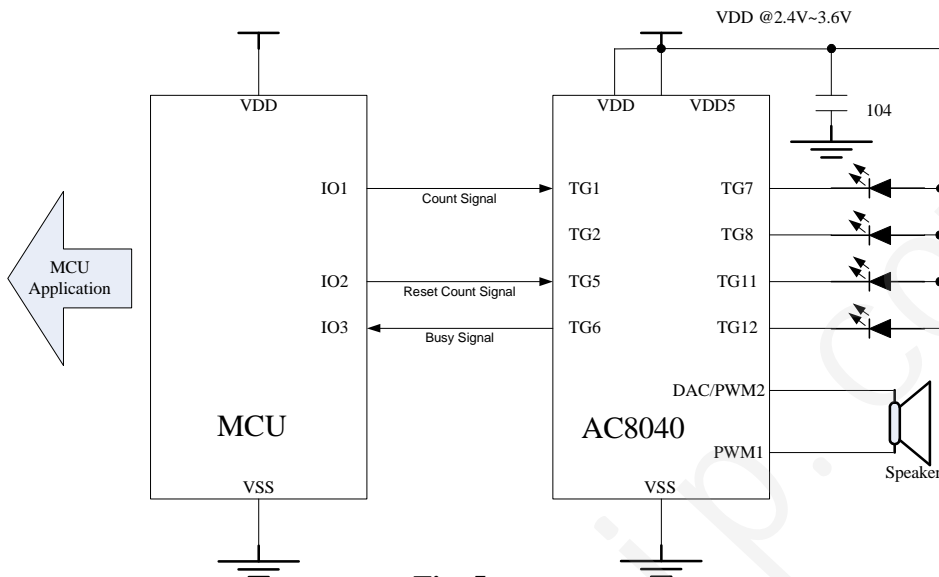 VDD @2.4V~3.6V
VDD
VDD
VDD5
104
IO1
Count Signal
TG1
TG7
TG2
TG8
MCU
Application
IO2
Reset Count Signal
TG5
TG11
IO3
Busy Signal
TG6
TG12
DAC/PWM2
MCU
AC8040
PWM1
Speaker
VSS
VSS